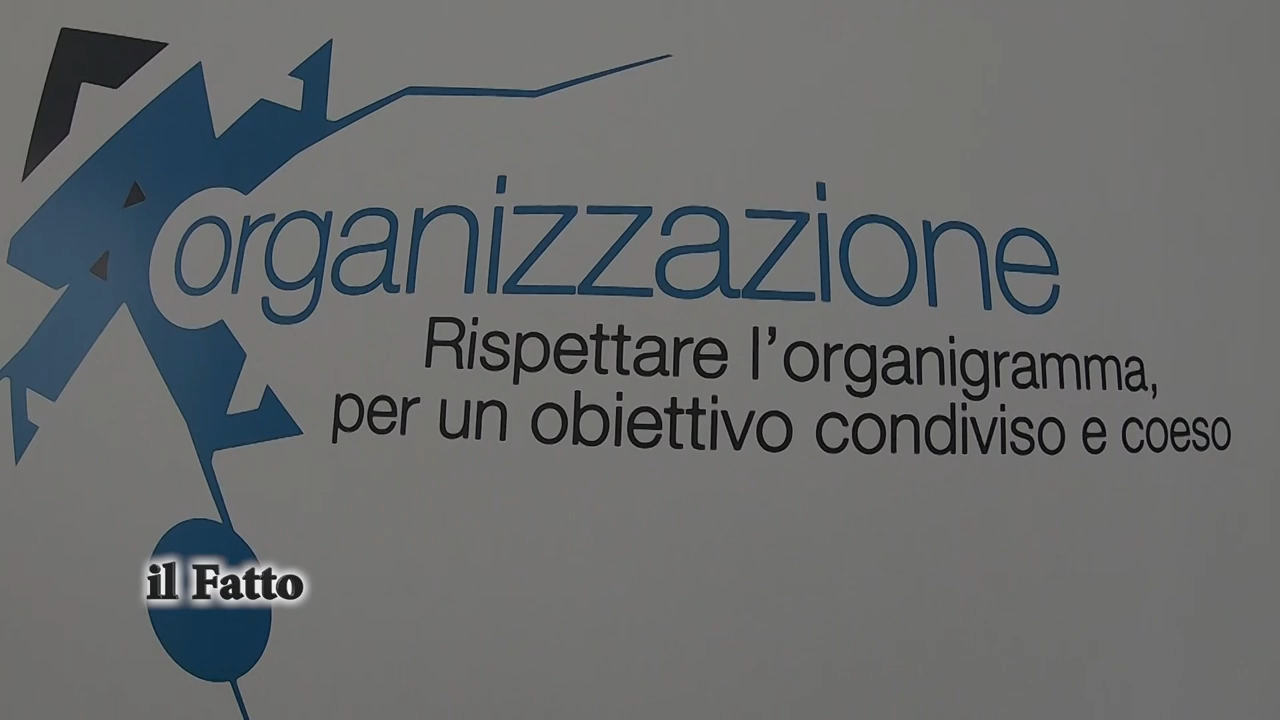 organizzazione
Rispettare l'organigramma,
per un obiettivo condiviso e coeso
il Fatto